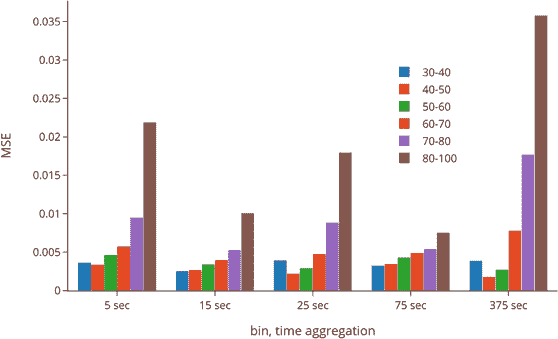 0.035
0.03
0.025
0.02
0.015
0.01
0.005
0
MSE
30-40
40-50
50-60
60-70
70-80
80-100
5 sec
15 sec
25 sec
75 sec
375 sec
bin, time aggregation